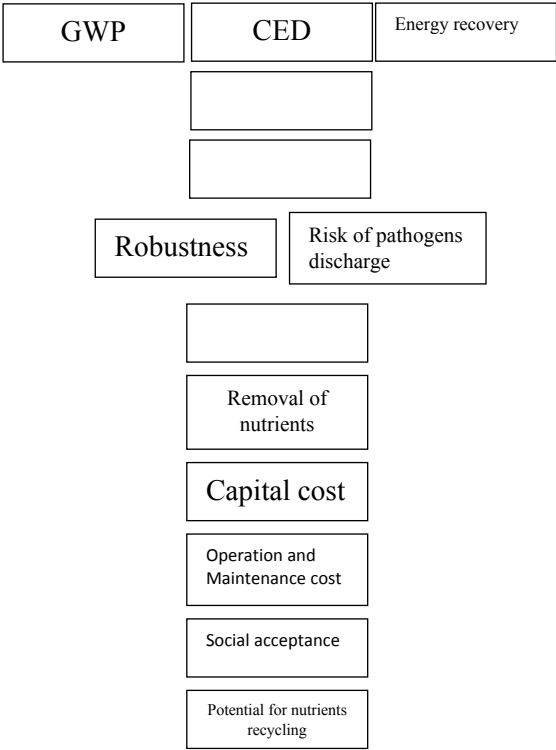 GWP
CED
Energy recovery
Robustness
Risk of pathogens
discharge
Removal of
nutrients
Capital cost
Operation and
Maintenance cost
Social acceptance
Potential for nutrients
recycling